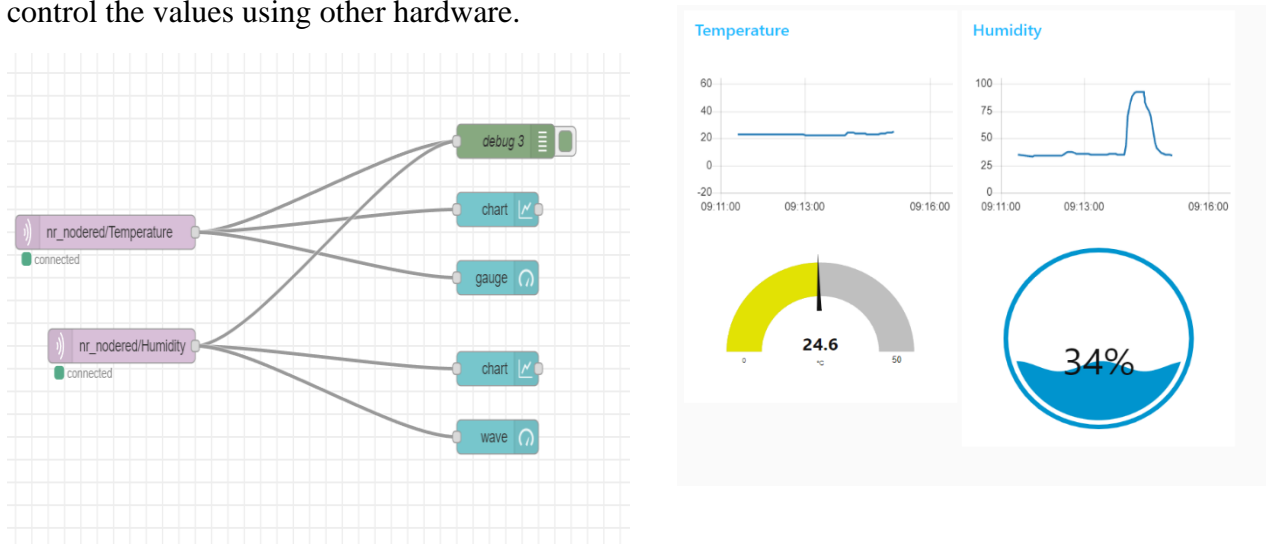 control the values using other hardware.
debug 3
chart
nr_nodered/Temperature
connected
gauge
nr_nodered/Humidity
connected
chart
wave
Temperature
60
40
20
0
-20
09:11:00 09:13:00 09:16:00
24.6
0 °C 50
Humidity
100
75
50
25
0
09:11:00 09:13:00 09:16:00
34%